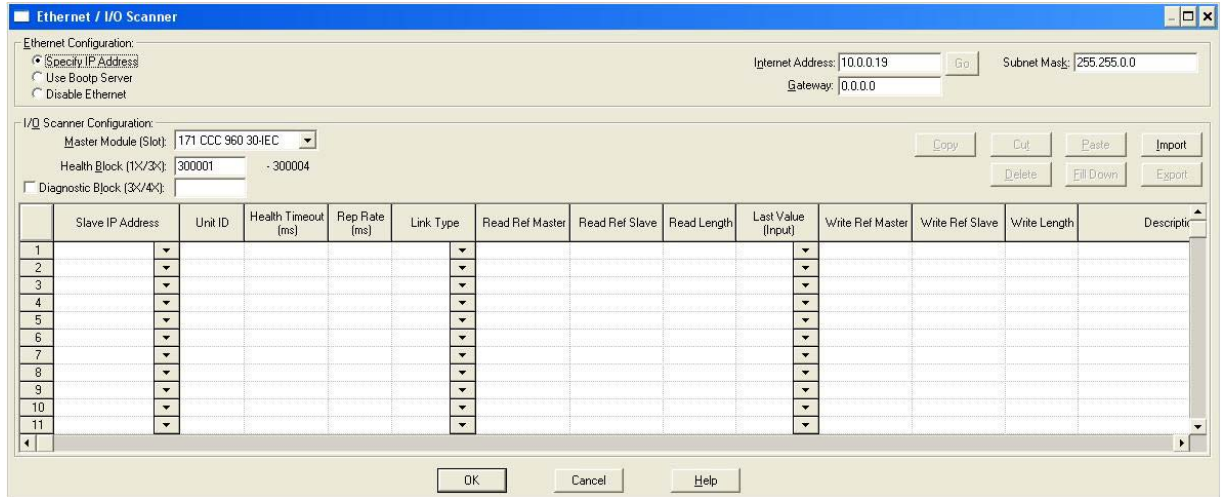 Ethernet / I/O Scanner
Ethernet Configuration:
Specify IP Address
Use Bootp Server
Disable Ethernet
Internet Address: 10.0.0.19 Go Subnet Mask: 255.255.0.0
Gateway: 0.0.0.0
I/O Scanner Configuration:
Master Module (Slot): 171 CCC 960 30-IEC
Copy Cut Paste Import
Health Block (1X/3X): 300001 - 300004
Delete Fill Down Export
Diagnostic Block (3X/4X):
Slave IP Address Unit ID Health Timeout (ms) Rep Rate (ms) Link Type Read Ref Master Read Ref Slave Read Length Last Value (Input) Write Ref Master Write Ref Slave Write Length Descriptic
1
2
3
4
5
6
7
8
9
10
11
OK Cancel Help